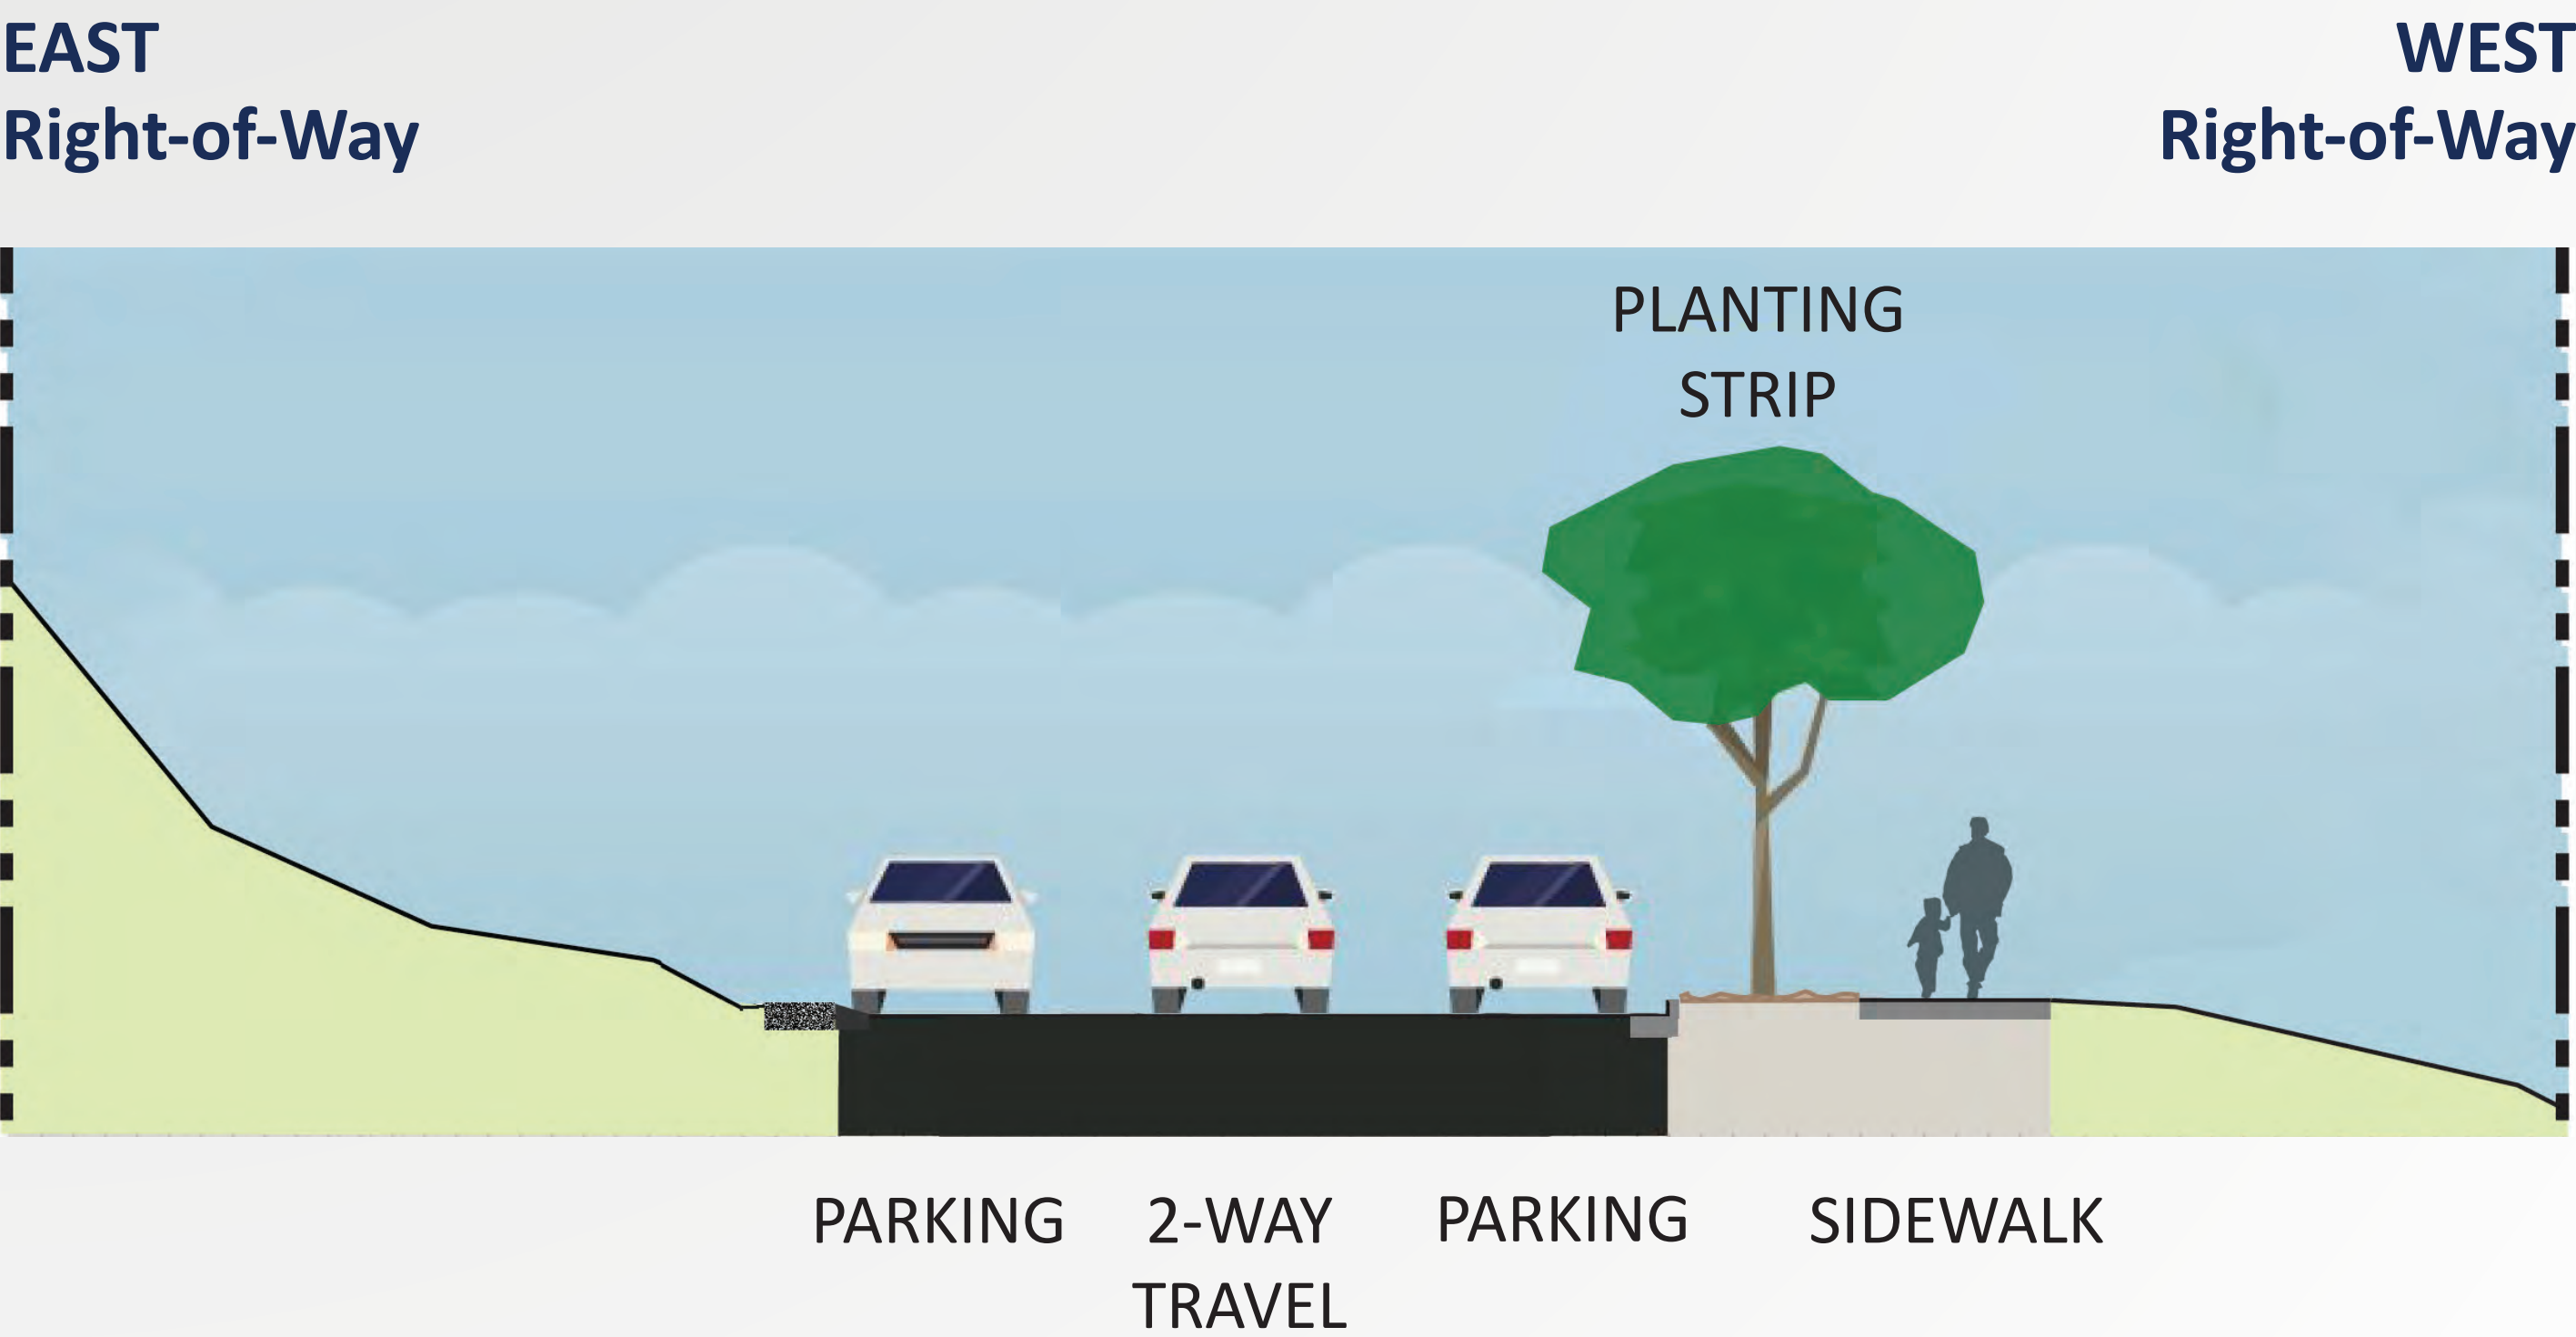 EAST
Right-of-Way
WEST
Right-of-Way
PLANTING
STRIP
PARKING
2-WAY
TRAVEL
PARKING
SIDEWALK